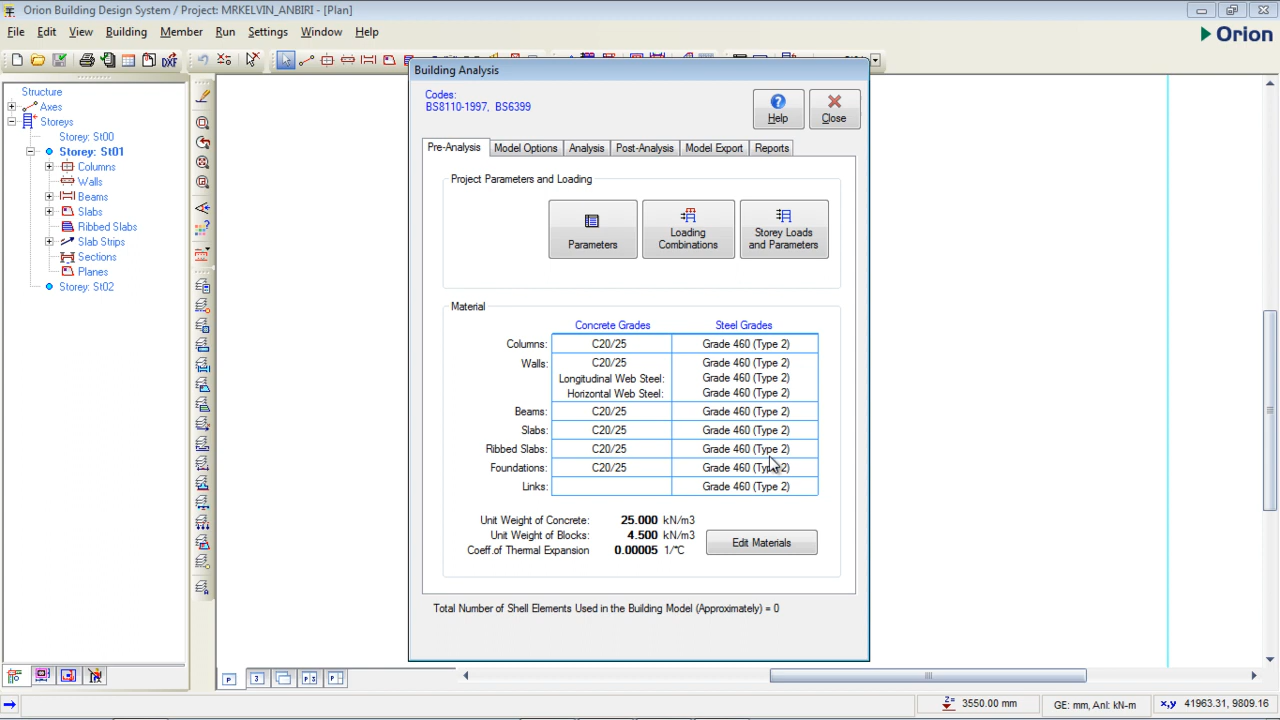 Orion Building Design System / Project: MRKELVIN_ANBIRI - [Plan]
File Edit View Building Member Run Settings Window Help
Orion
DXF
Structure
Axes
Storeys
Storey: St00
Storey: St01
Columns
Walls
Beams
Slabs
Ribbed Slabs
Slab Strips
Sections
Planes
Storey: St02
Building Analysis
Codes:
BS8110-1997, BS6399
Help
Close
Pre-Analysis Model Options Analysis Post-Analysis Model Export Reports
Project Parameters and Loading
Parameters
Loading Combinations
Storey Loads and Parameters
Material
Concrete Grades Steel Grades
Columns: C20/25 Grade 460 (Type 2)
Walls: C20/25 Grade 460 (Type 2)
Longitudinal Web Steel: Grade 460 (Type 2)
Horizontal Web Steel: Grade 460 (Type 2)
Beams: C20/25 Grade 460 (Type 2)
Slabs: C20/25 Grade 460 (Type 2)
Ribbed Slabs: C20/25 Grade 460 (Type 2)
Foundations: C20/25 Grade 460 (Type 2)
Links: Grade 460 (Type 2)
Unit Weight of Concrete: 25.000 kN/m3
Unit Weight of Blocks: 4.500 kN/m3
Coeff.of Thermal Expansion 0.00005 1/°C
Edit Materials
Total Number of Shell Elements Used in the Building Model (Approximately) = 0
Z= 3550.00 mm GE: mm, Anl: kN-m x,y 41963.31, 9809.16